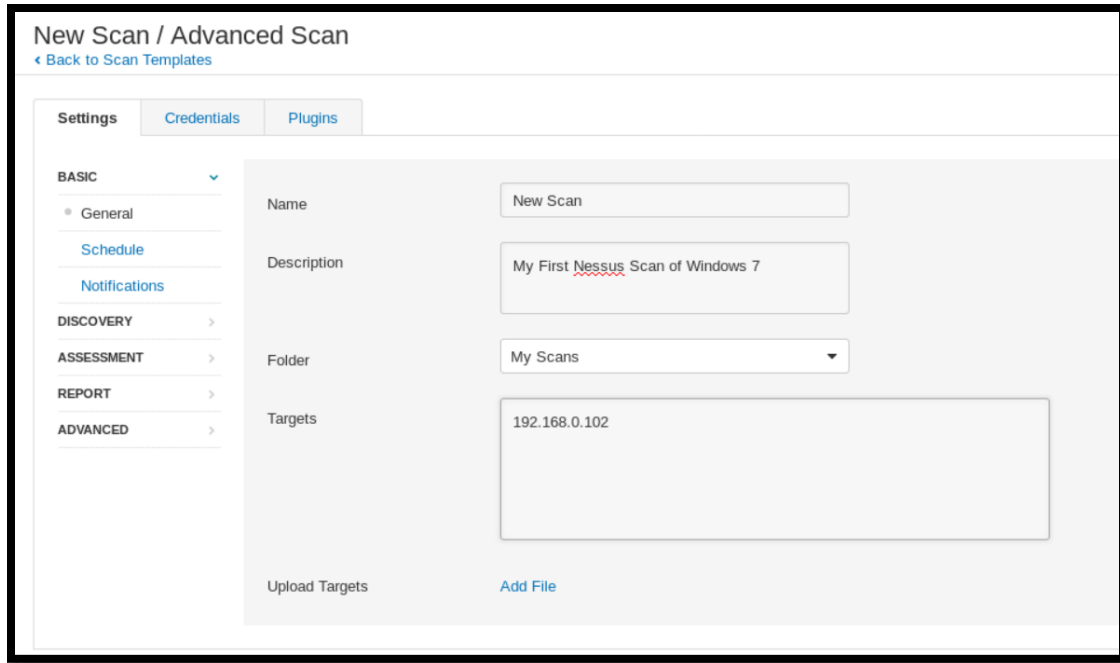 New Scan / Advanced Scan
‹ Back to Scan Templates
Settings Credentials Plugins
BASIC
General
Schedule
Notifications
DISCOVERY
ASSESSMENT
REPORT
ADVANCED
Name New Scan
Description My First Nessus Scan of Windows 7
Folder My Scans
Targets 192.168.0.102
Upload Targets Add File